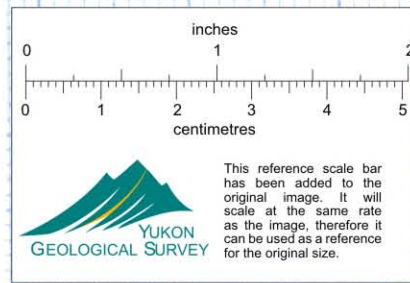 inches
0 1 2
0 1 2 3 4 5
centimetres
This reference scale bar
has been added to the
original image. It will
scale at the same rate
as the image, therefore it
can be used as a reference
for the original size.
YUKON
GEOLOGICAL SURVEY